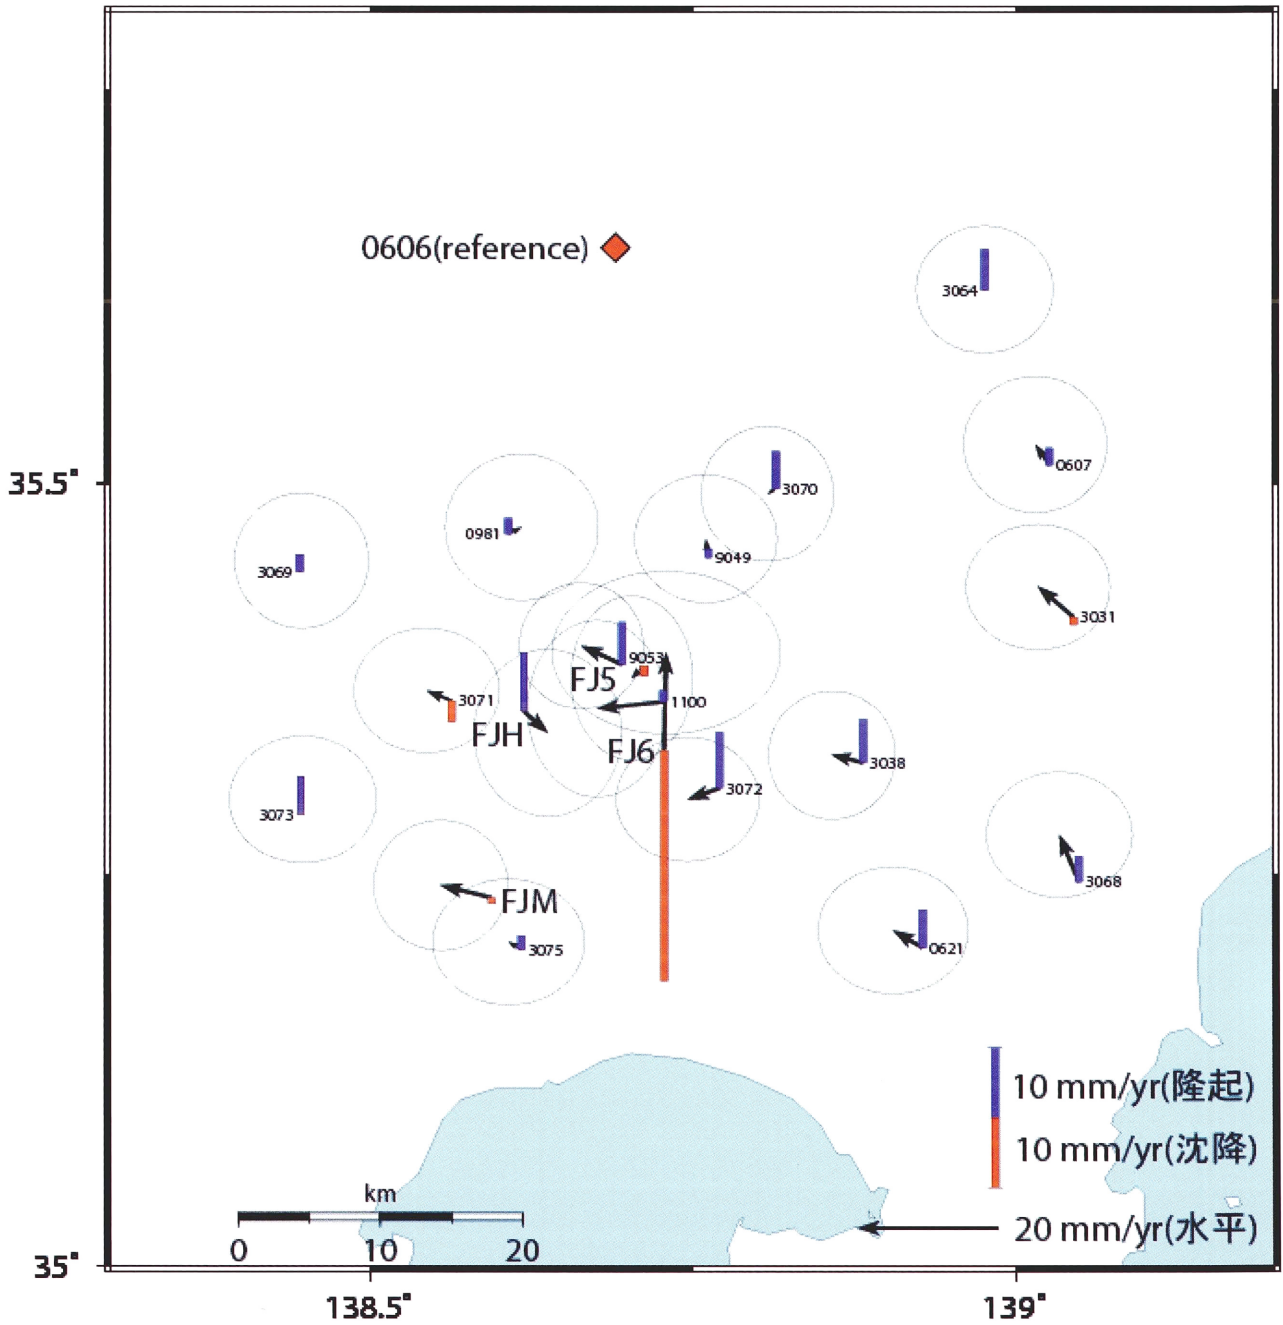 0606(reference)
3064
0607
35.5°
3070
0981
9049
3069
3031
9053
FJ5
3071
1100
FJH
FJ6
3038
3072
3073
3068
FJM
0621
3075
10 mm/yr(隆起)
10 mm/yr(沈降)
km
20 mm/yr(水平)
0 10 20
35°
138.5° 139°